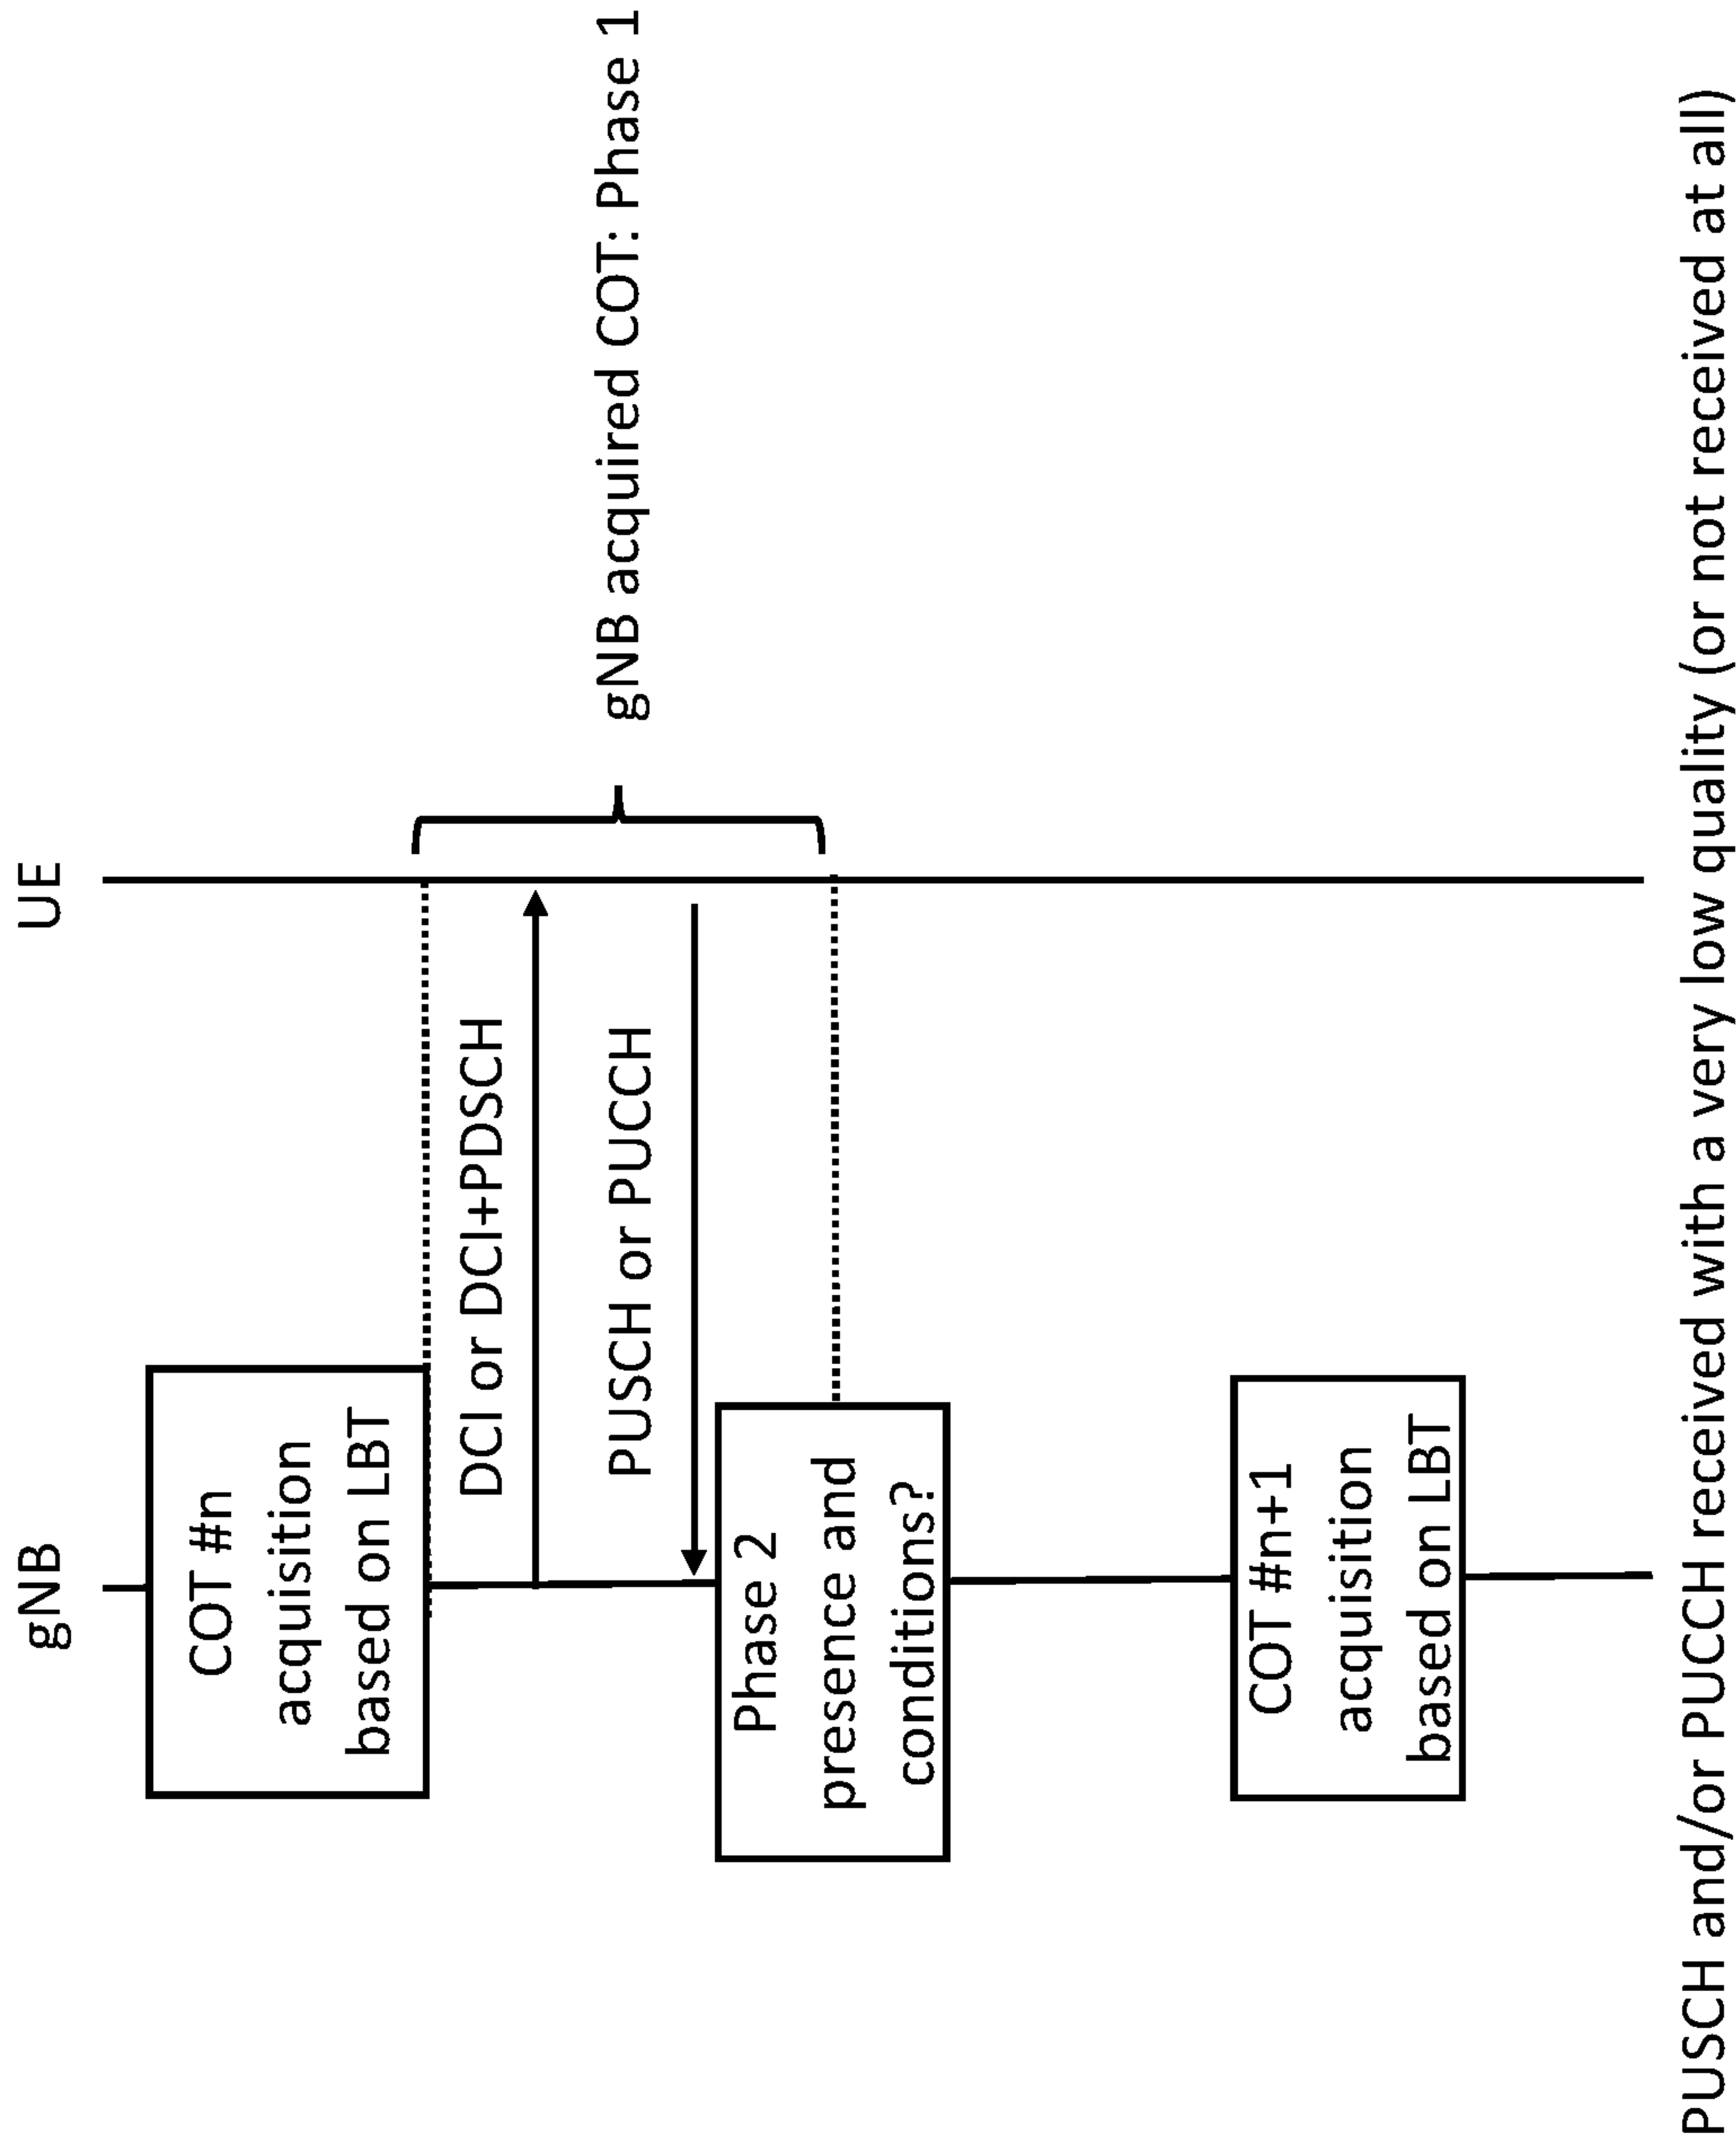 gNB
UE
COT #n
acquisition
based on LBT
DCI or DCI+PDSCH
PUSCH or PUCCH
gNB acquired COT: Phase 1
Phase 2
presence and
conditions?
COT #n+1
acquisition
based on LBT
PUSCH and/or PUCCH received with a very low quality (or not received at all)